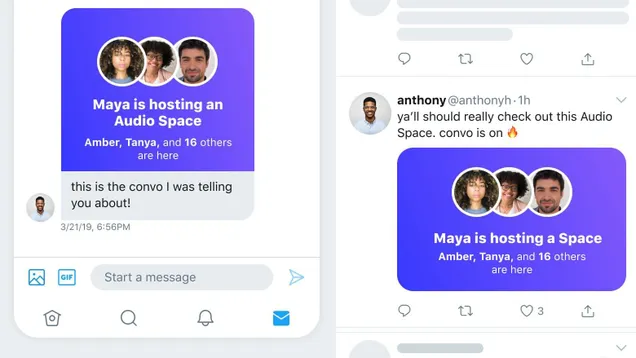 Maya is hosting an
Audio Space
Amber, Tanya, and 16 others
are here
this is the convo I was telling
you about!
3/21/19, 6:56PM
GIF
Start a message
anthony @anthonyh · 1h
ya'll should really check out this Audio
Space. convo is on 🔥
Maya is hosting a Space
Amber, Tanya, and 16 others
are here
3